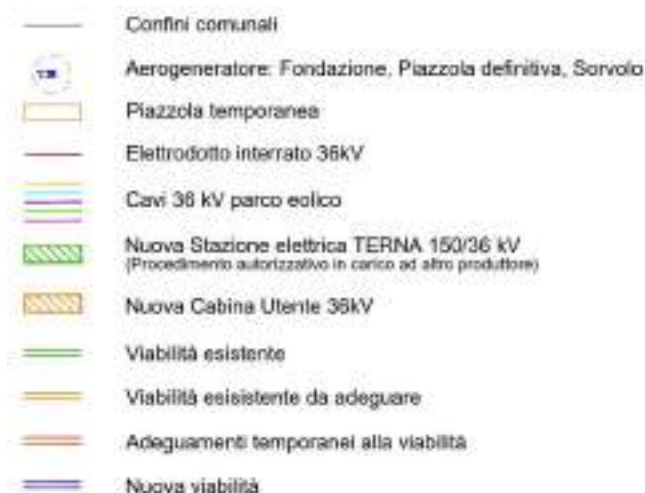 Confini comunali
Aerogeneratore: Fondazione, Piazzola definitiva, Sorvolo
Piazzola temporanea
Elettrodotto interrato 36kV
Cavi 36 kV parco eolico
Nuova Stazione elettrica TERNA 150/36 kV
(Procedimento autorizzativo in carico ad altro produttore)
Nuova Cabina Utente 36kV
Viabilità esistente
Viabilità esisistente da adeguare
Adeguamenti temporanei alla viabilità
Nuova viabilità